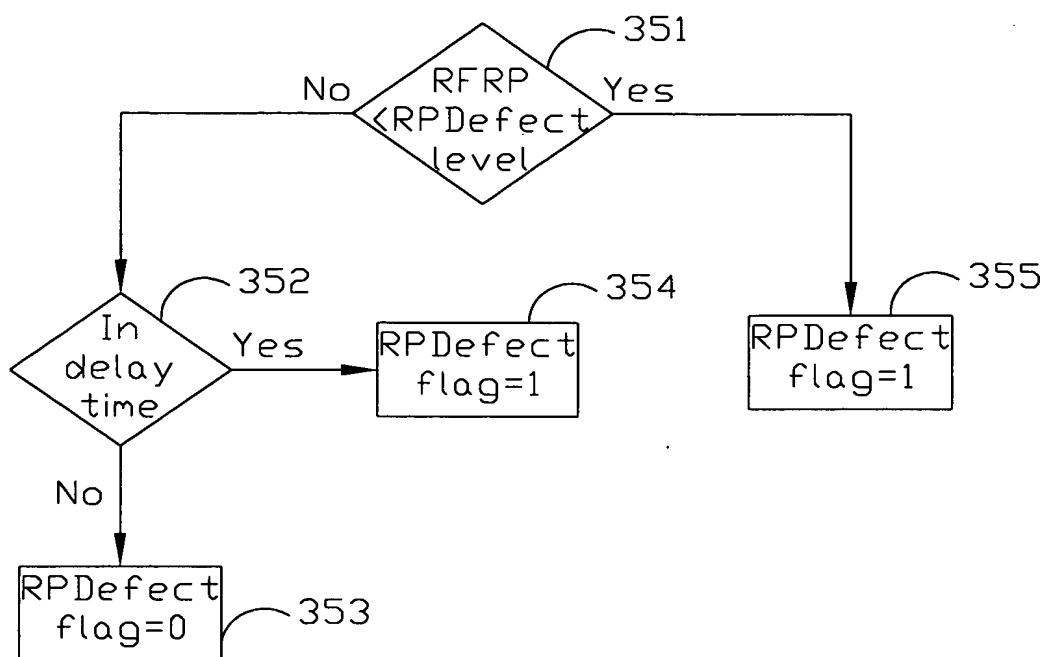 351
RFRP
<RPDefect
level
No
Yes
352
In
delay
time
Yes
354
RPDefect
flag=1
355
RPDefect
flag=1
No
RPDefect
flag=0
353